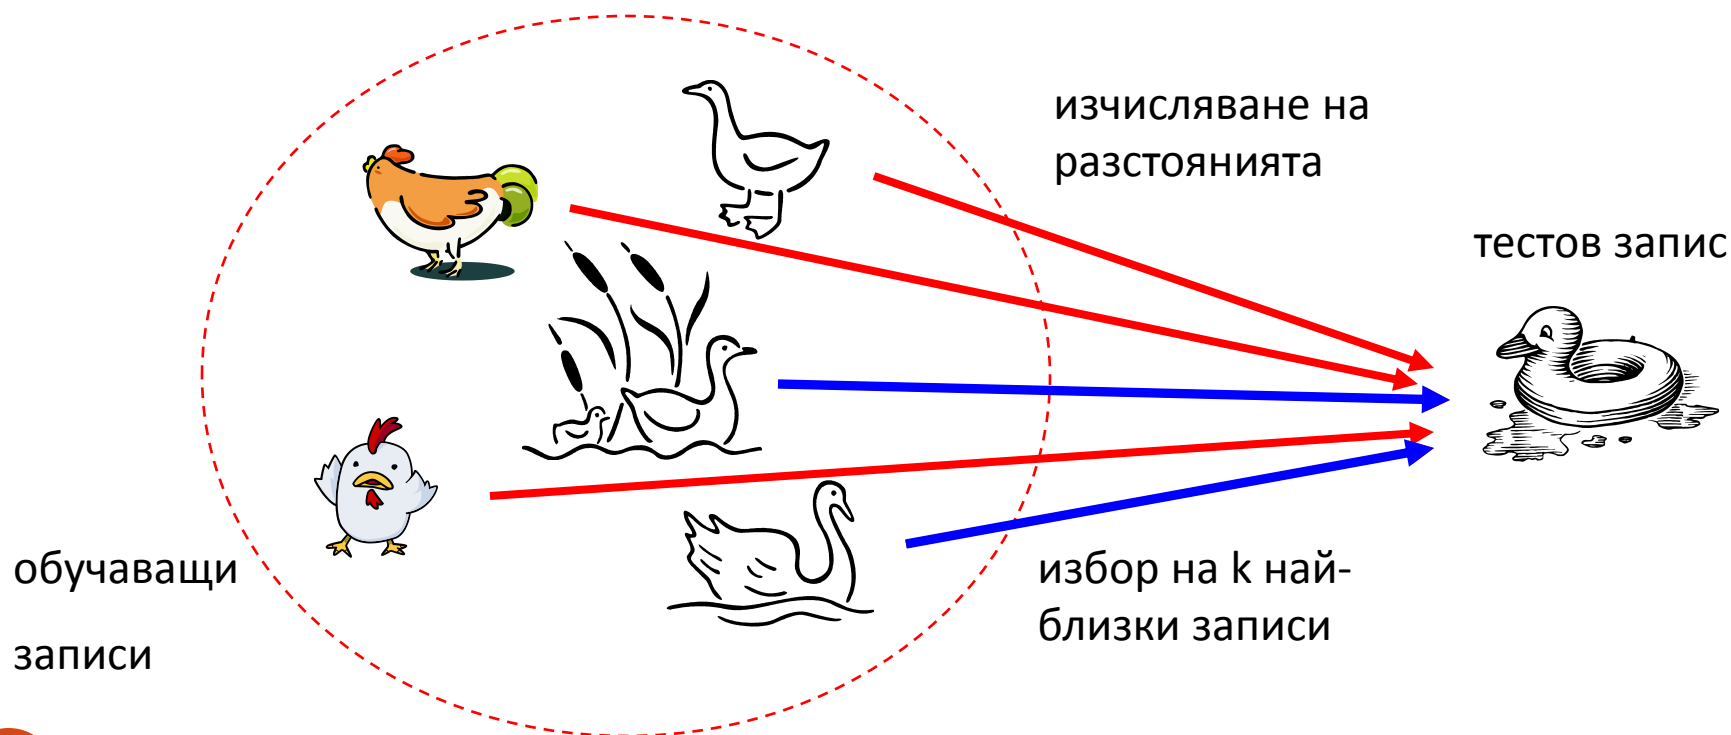 изчисляване на
разстоянията
тестов запис
обучаващи
записи
избор на k най-
близки записи